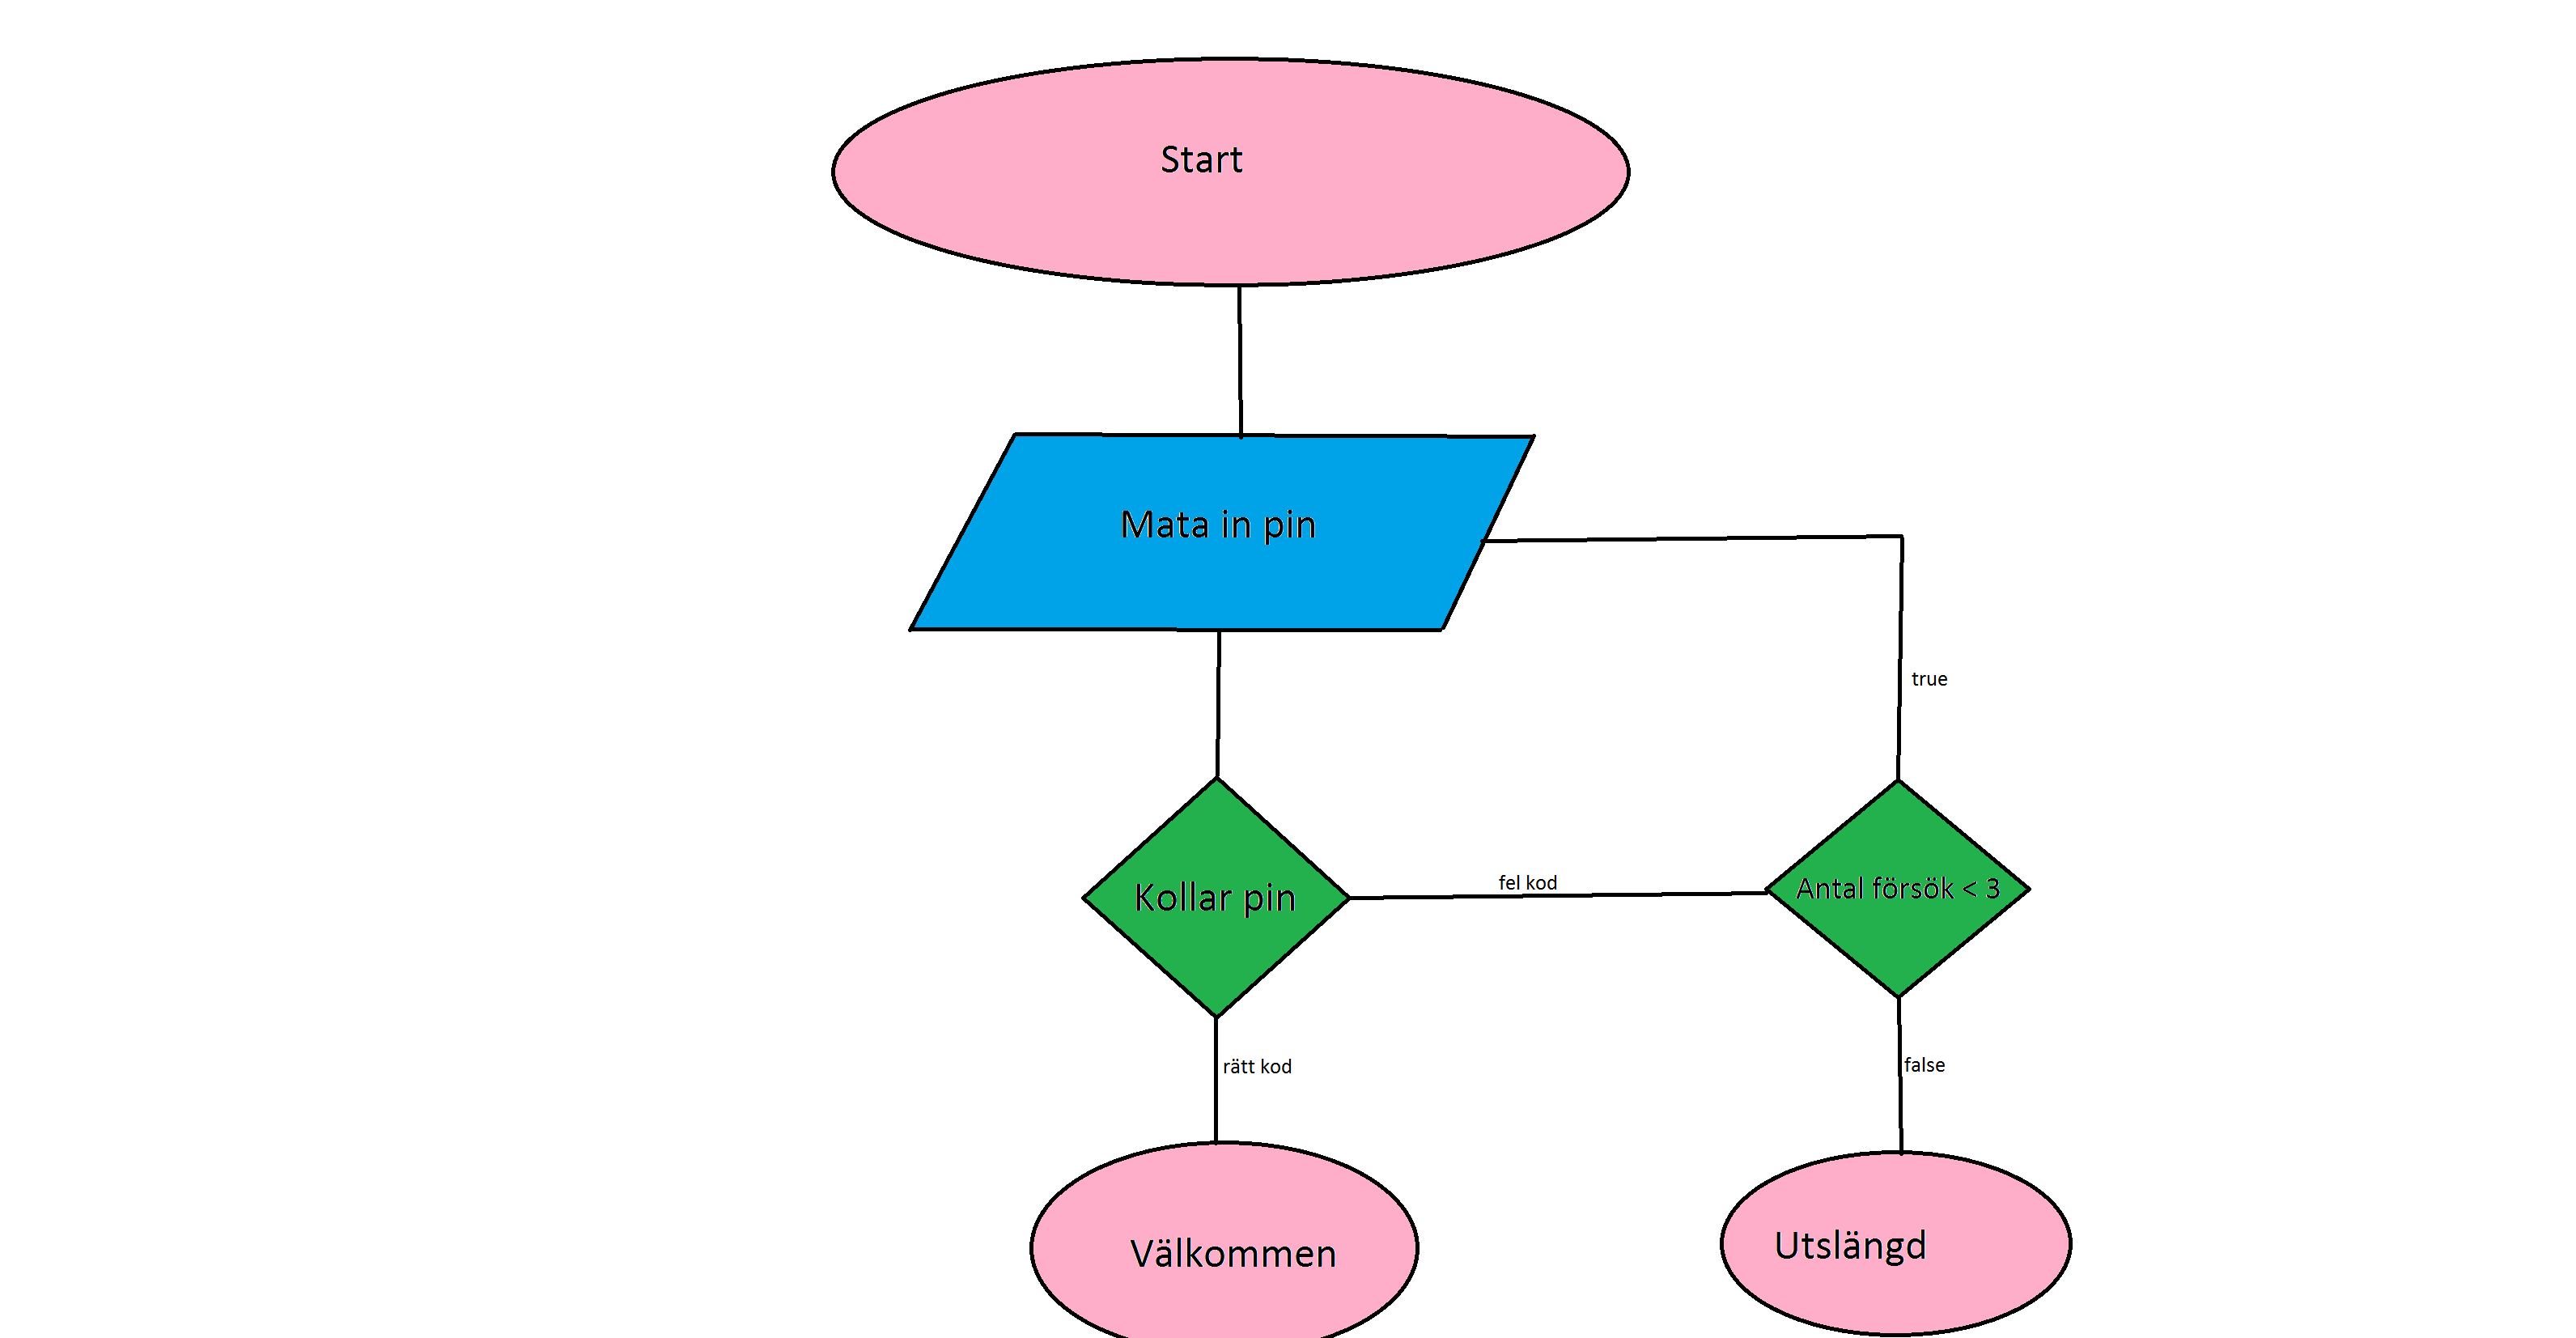 Start
Mata in pin
true
Kollar pin
fel kod
Antal försök < 3
rätt kod
false
Välkommen
Utslängd